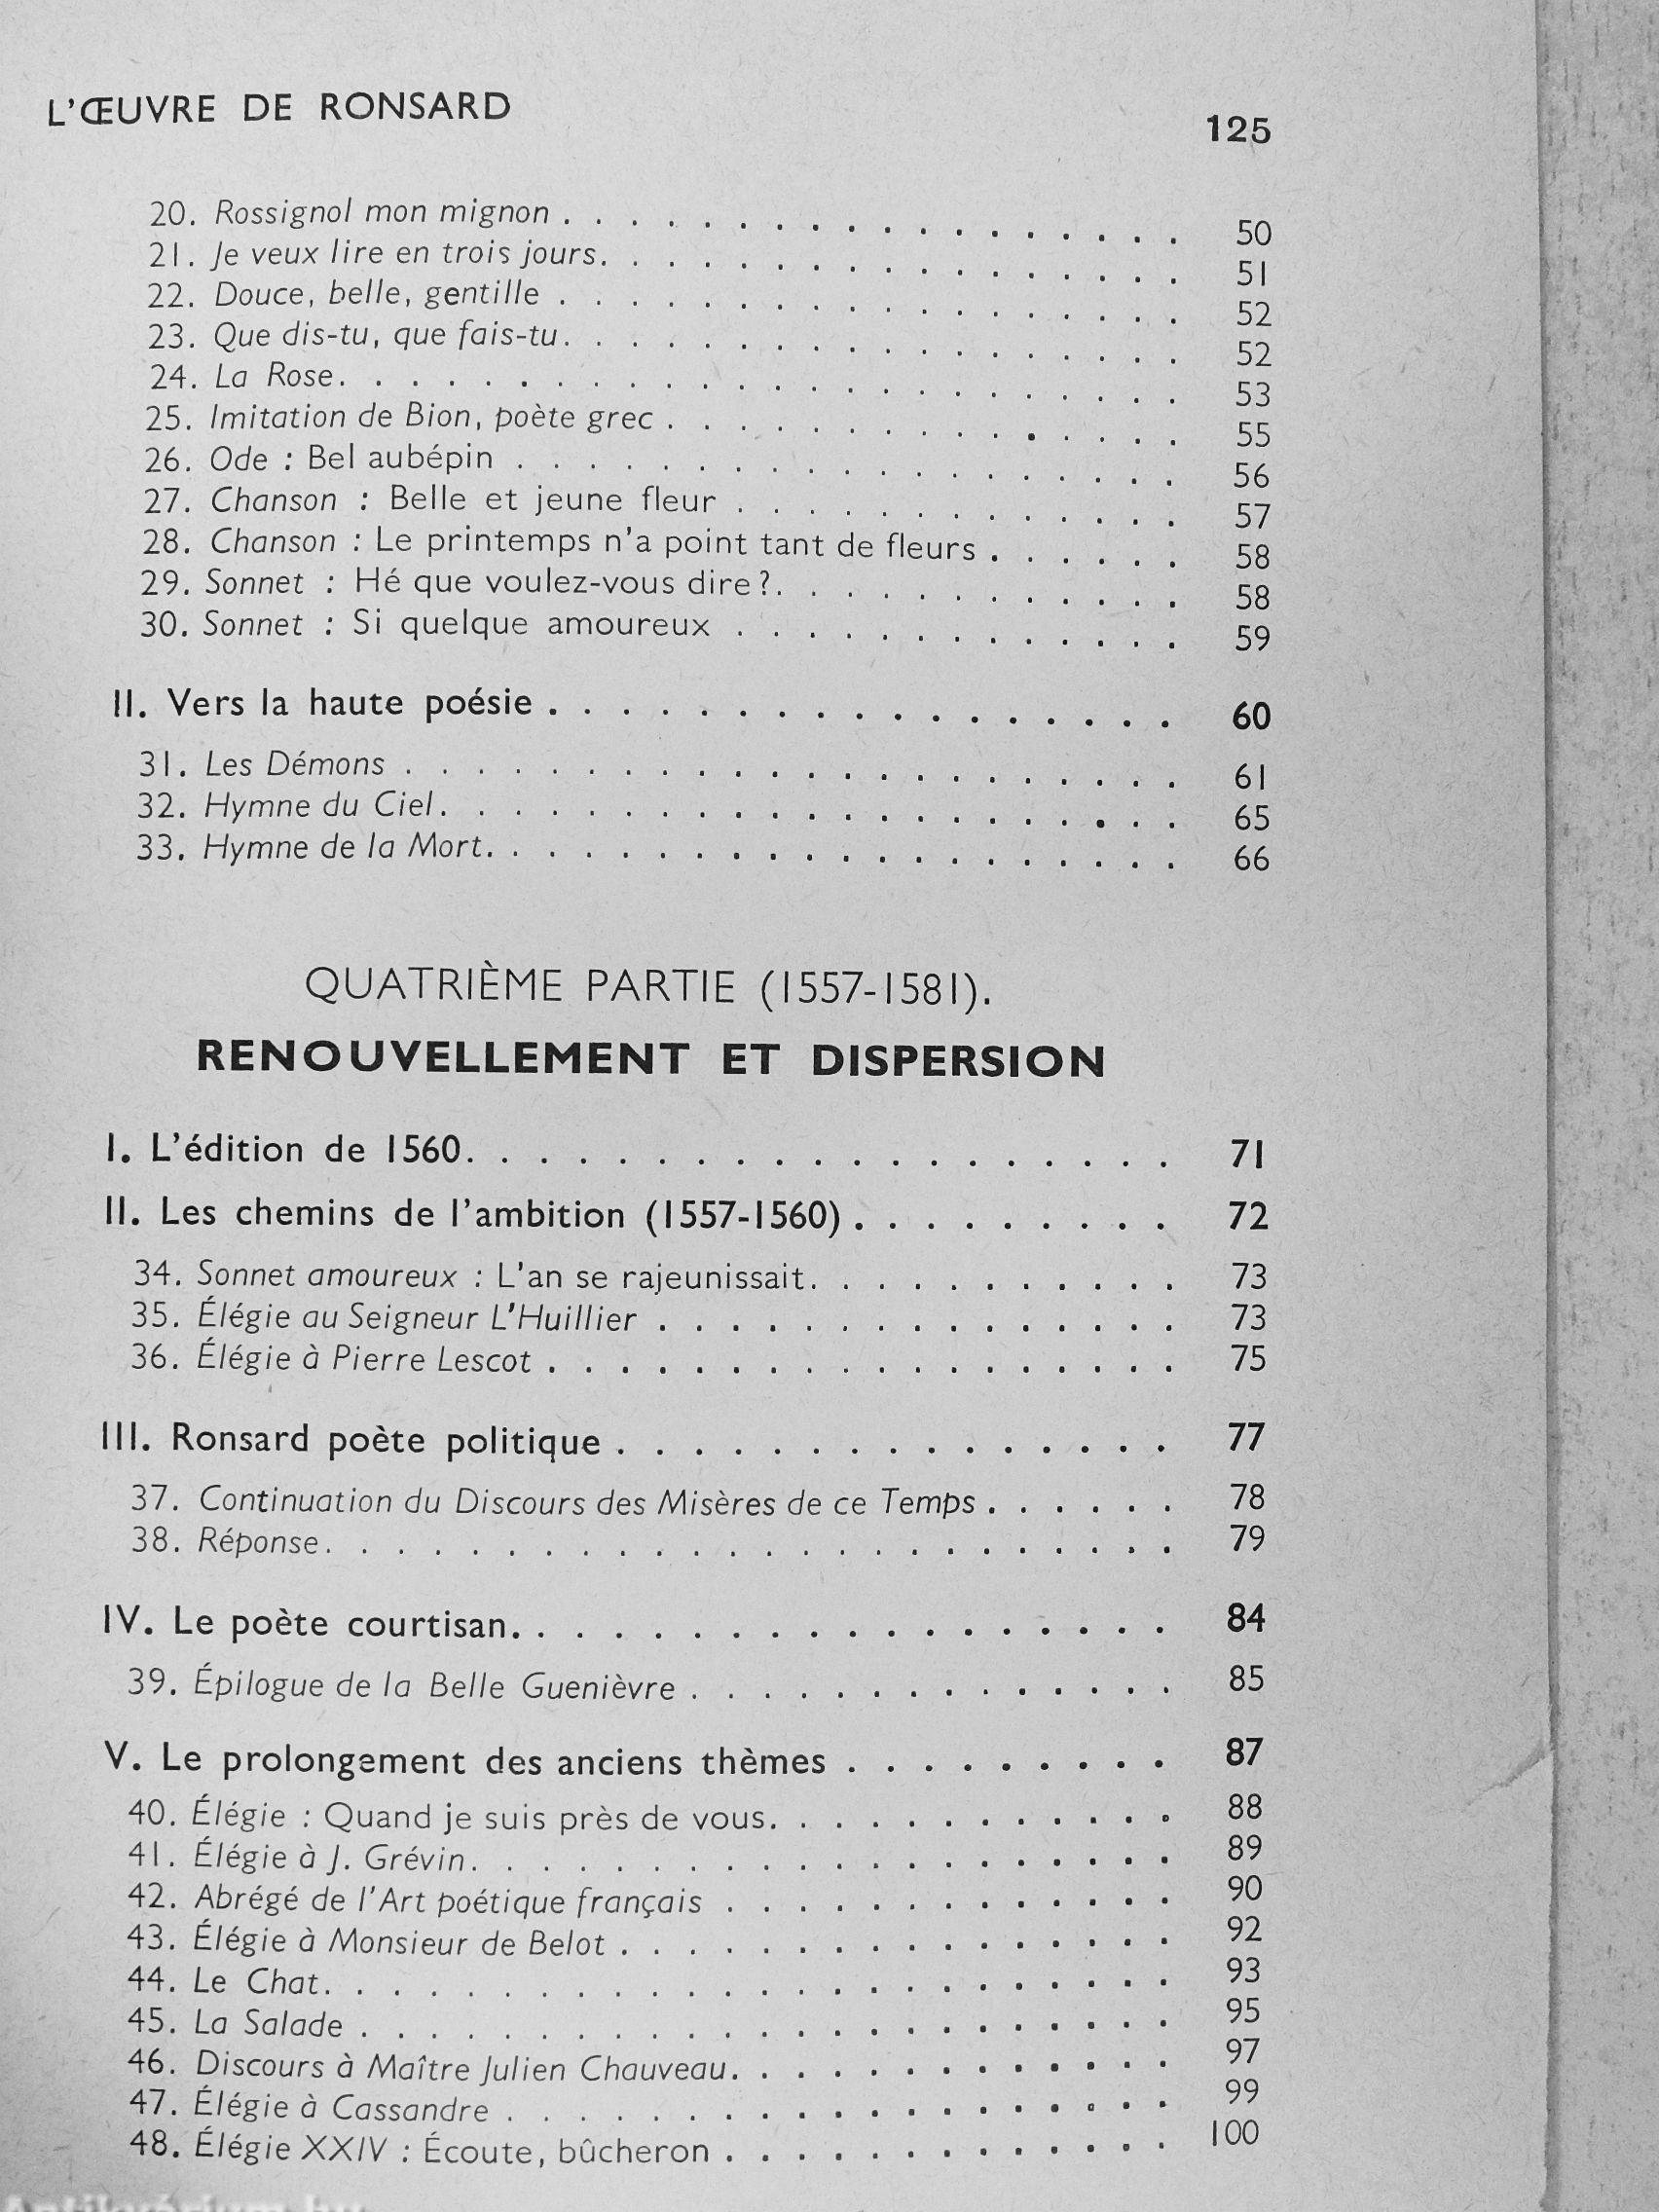 L'ŒUVRE DE RONSARD 125
20. Rossignol mon mignon . . . . . . . . . . . . . . . . . . 50
21. Je veux lire en trois jours. . . . . . . . . . . . . . . . . 51
22. Douce, belle, gentille . . . . . . . . . . . . . . . . . . 52
23. Que dis-tu, que fais-tu. . . . . . . . . . . . . . . . . . 52
24. La Rose. . . . . . . . . . . . . . . . . . . . . . . . 53
25. Imitation de Bion, poète grec . . . . . . . . . . . . . . . 55
26. Ode : Bel aubépin . . . . . . . . . . . . . . . . . . . 56
27. Chanson : Belle et jeune fleur . . . . . . . . . . . . . 57
28. Chanson : Le printemps n'a point tant de fleurs . . . . . . 58
29. Sonnet : Hé que voulez-vous dire ?. . . . . . . . . . . . 58
30. Sonnet : Si quelque amoureux . . . . . . . . . . . . . 59
II. Vers la haute poésie . . . . . . . . . . . . . . . . . 60
31. Les Démons . . . . . . . . . . . . . . . . . . . . . . 61
32. Hymne du Ciel. . . . . . . . . . . . . . . . . . . . . 65
33. Hymne de la Mort. . . . . . . . . . . . . . . . . . . . 66
QUATRIÈME PARTIE (1557-1581).
RENOUVELLEMENT ET DISPERSION
I. L'édition de 1560. . . . . . . . . . . . . . . . . . . 71
II. Les chemins de l'ambition (1557-1560) . . . . . . . . . 72
34. Sonnet amoureux : L'an se rajeunissait. . . . . . . . . . . 73
35. Élégie au Seigneur L'Huillier . . . . . . . . . . . . . . . 73
36. Élégie à Pierre Lescot . . . . . . . . . . . . . . . . . . 75
III. Ronsard poète politique . . . . . . . . . . . . . . . 77
37. Continuation du Discours des Misères de ce Temps . . . . . . 78
38. Réponse. . . . . . . . . . . . . . . . . . . . . . . . 79
IV. Le poète courtisan. . . . . . . . . . . . . . . . . . 84
39. Épilogue de la Belle Guenièvre . . . . . . . . . . . . . . 85
V. Le prolongement des anciens thèmes . . . . . . . . . 87
40. Élégie : Quand je suis près de vous. . . . . . . . . . . . 88
41. Élégie à J. Grévin. . . . . . . . . . . . . . . . . . . . 89
42. Abrégé de l'Art poétique français . . . . . . . . . . . . . 90
43. Élégie à Monsieur de Belot . . . . . . . . . . . . . . . . 92
44. Le Chat. . . . . . . . . . . . . . . . . . . . . . . . 93
45. La Salade . . . . . . . . . . . . . . . . . . . . . . . 95
46. Discours à Maître Julien Chauveau. . . . . . . . . . . . . 97
47. Élégie à Cassandre . . . . . . . . . . . . . . . . . . . 99
48. Élégie XXIV : Écoute, bûcheron . . . . . . . . . . . . . 100